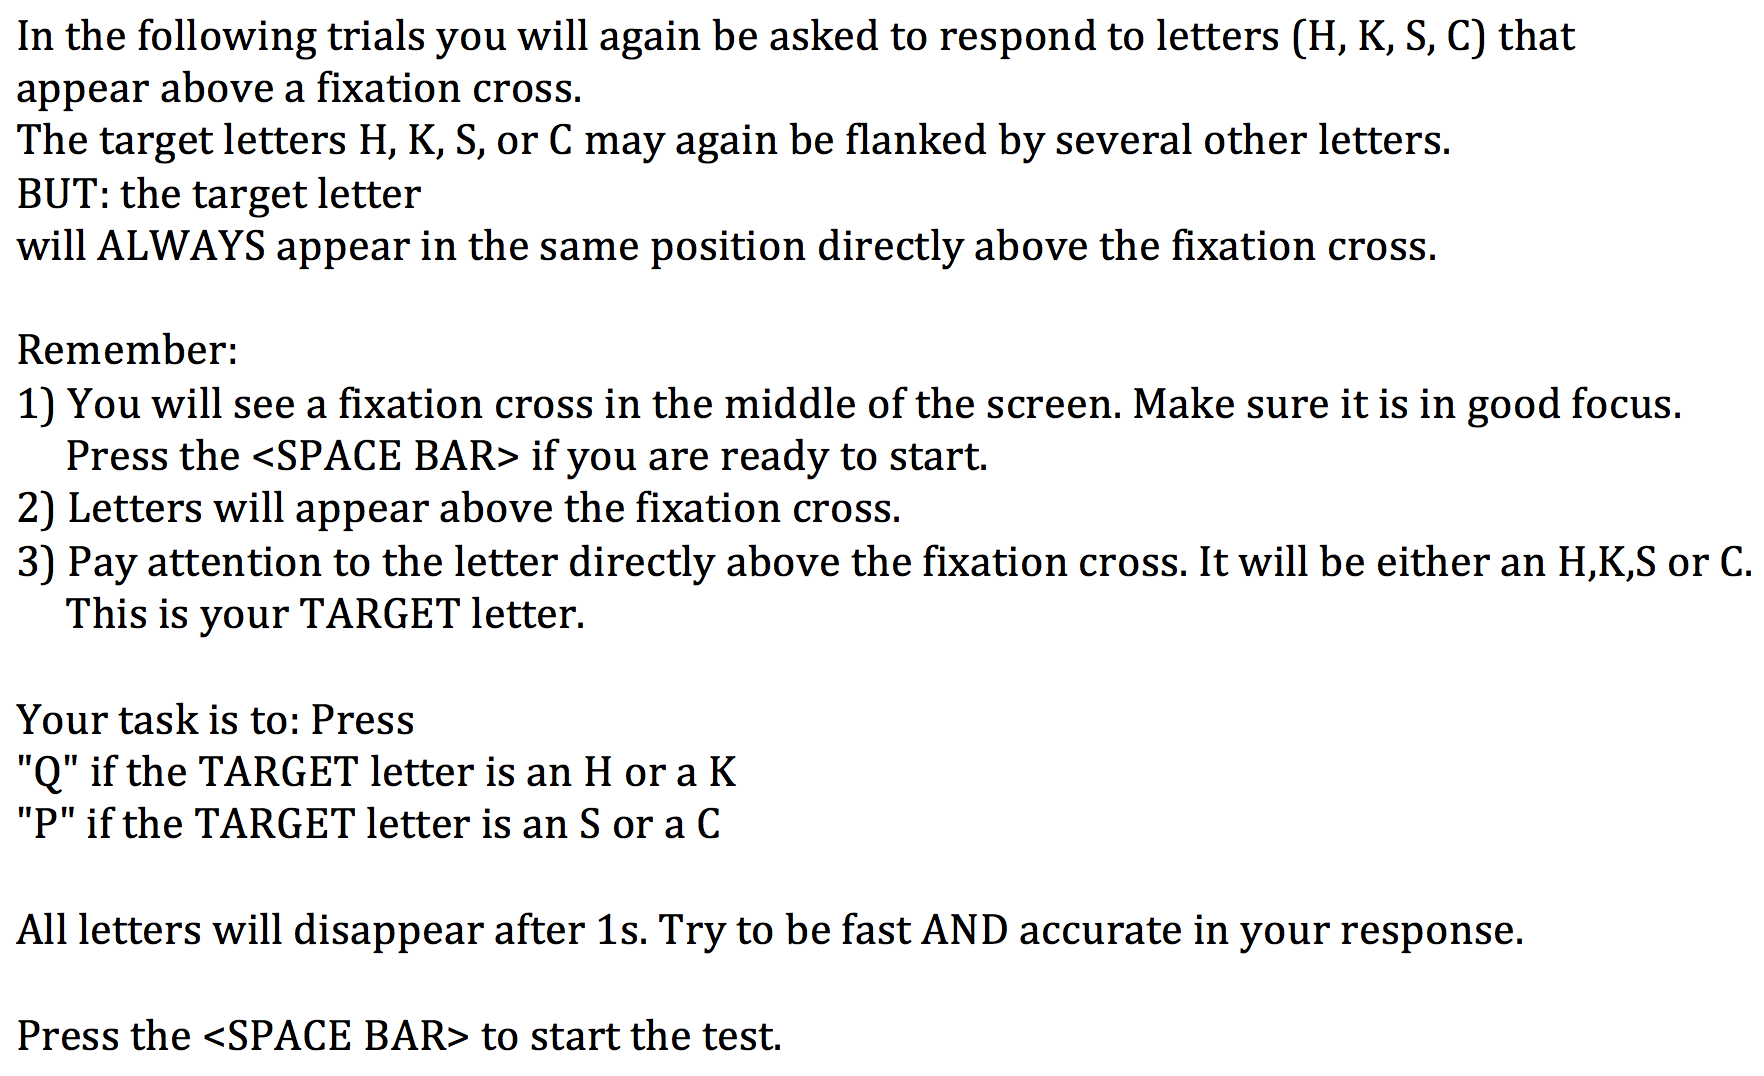 In the following trials you will again be asked to respond to letters (H, K, S, C) that
appear above a fixation cross.
The target letters H, K, S, or C may again be flanked by several other letters.
BUT: the target letter
will ALWAYS appear in the same position directly above the fixation cross.
Remember:
1) You will see a fixation cross in the middle of the screen. Make sure it is in good focus.
Press the <SPACE BAR> if you are ready to start.
2) Letters will appear above the fixation cross.
3) Pay attention to the letter directly above the fixation cross. It will be either an H,K,S or C.
This is your TARGET letter.
Your task is to: Press
"Q" if the TARGET letter is an H or a K
"P" if the TARGET letter is an S or a C
All letters will disappear after 1s. Try to be fast AND accurate in your response.
Press the <SPACE BAR> to start the test.